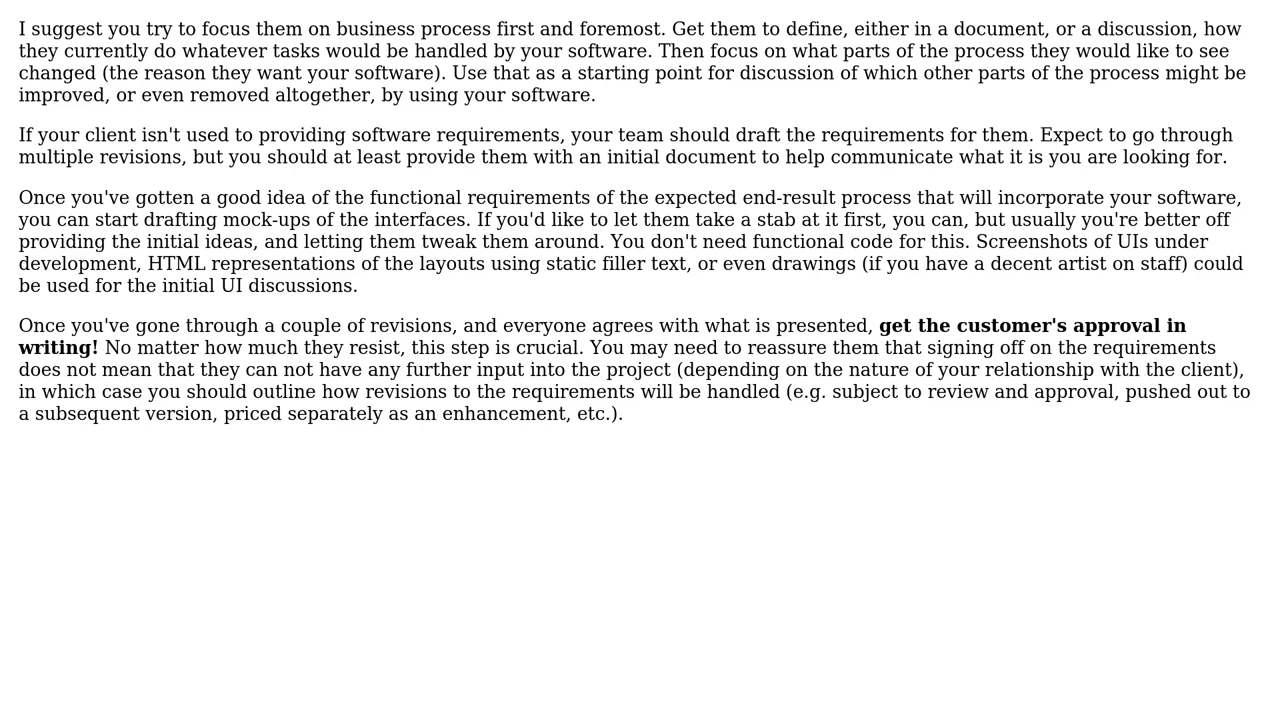 I suggest you try to focus them on business process first and foremost. Get them to define, either in a document, or a discussion, how
they currently do whatever tasks would be handled by your software. Then focus on what parts of the process they would like to see
changed (the reason they want your software). Use that as a starting point for discussion of which other parts of the process might be
improved, or even removed altogether, by using your software.
If your client isn't used to providing software requirements, your team should draft the requirements for them. Expect to go through
multiple revisions, but you should at least provide them with an initial document to help communicate what it is you are looking for.
Once you've gotten a good idea of the functional requirements of the expected end-result process that will incorporate your software,
you can start drafting mock-ups of the interfaces. If you'd like to let them take a stab at it first, you can, but usually you're better off
providing the initial ideas, and letting them tweak them around. You don't need functional code for this. Screenshots of UIs under
development, HTML representations of the layouts using static filler text, or even drawings (if you have a decent artist on staff) could
be used for the initial UI discussions.
Once you've gone through a couple of revisions, and everyone agrees with what is presented, get the customer's approval in
writing! No matter how much they resist, this step is crucial. You may need to reassure them that signing off on the requirements
does not mean that they can not have any further input into the project (depending on the nature of your relationship with the client),
in which case you should outline how revisions to the requirements will be handled (e.g. subject to review and approval, pushed out to
a subsequent version, priced separately as an enhancement, etc.).